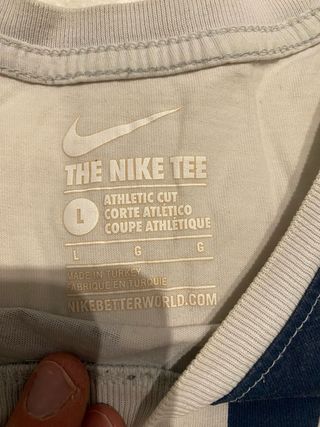 THE NIKE TEE
L
ATHLETIC CUT
CORTE ATLÉTICO
COUPE ATHLÉTIQUE
L G G
MADE IN TURKEY
FABRIQUÉ EN TURQUIE
NIKEBETTERWORLD.COM